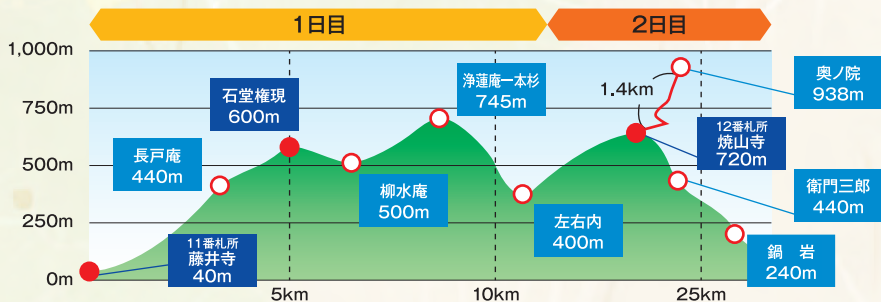 1日目
2日目
1,000m
750m
500m
250m
0m
5km
10km
25km
11番札所
藤井寺
40m
長戸庵
440m
石堂権現
600m
柳水庵
500m
浄蓮庵一本杉
745m
左右内
400m
1.4km
12番札所
焼山寺
720m
奥ノ院
938m
衛門三郎
440m
鍋 岩
240m